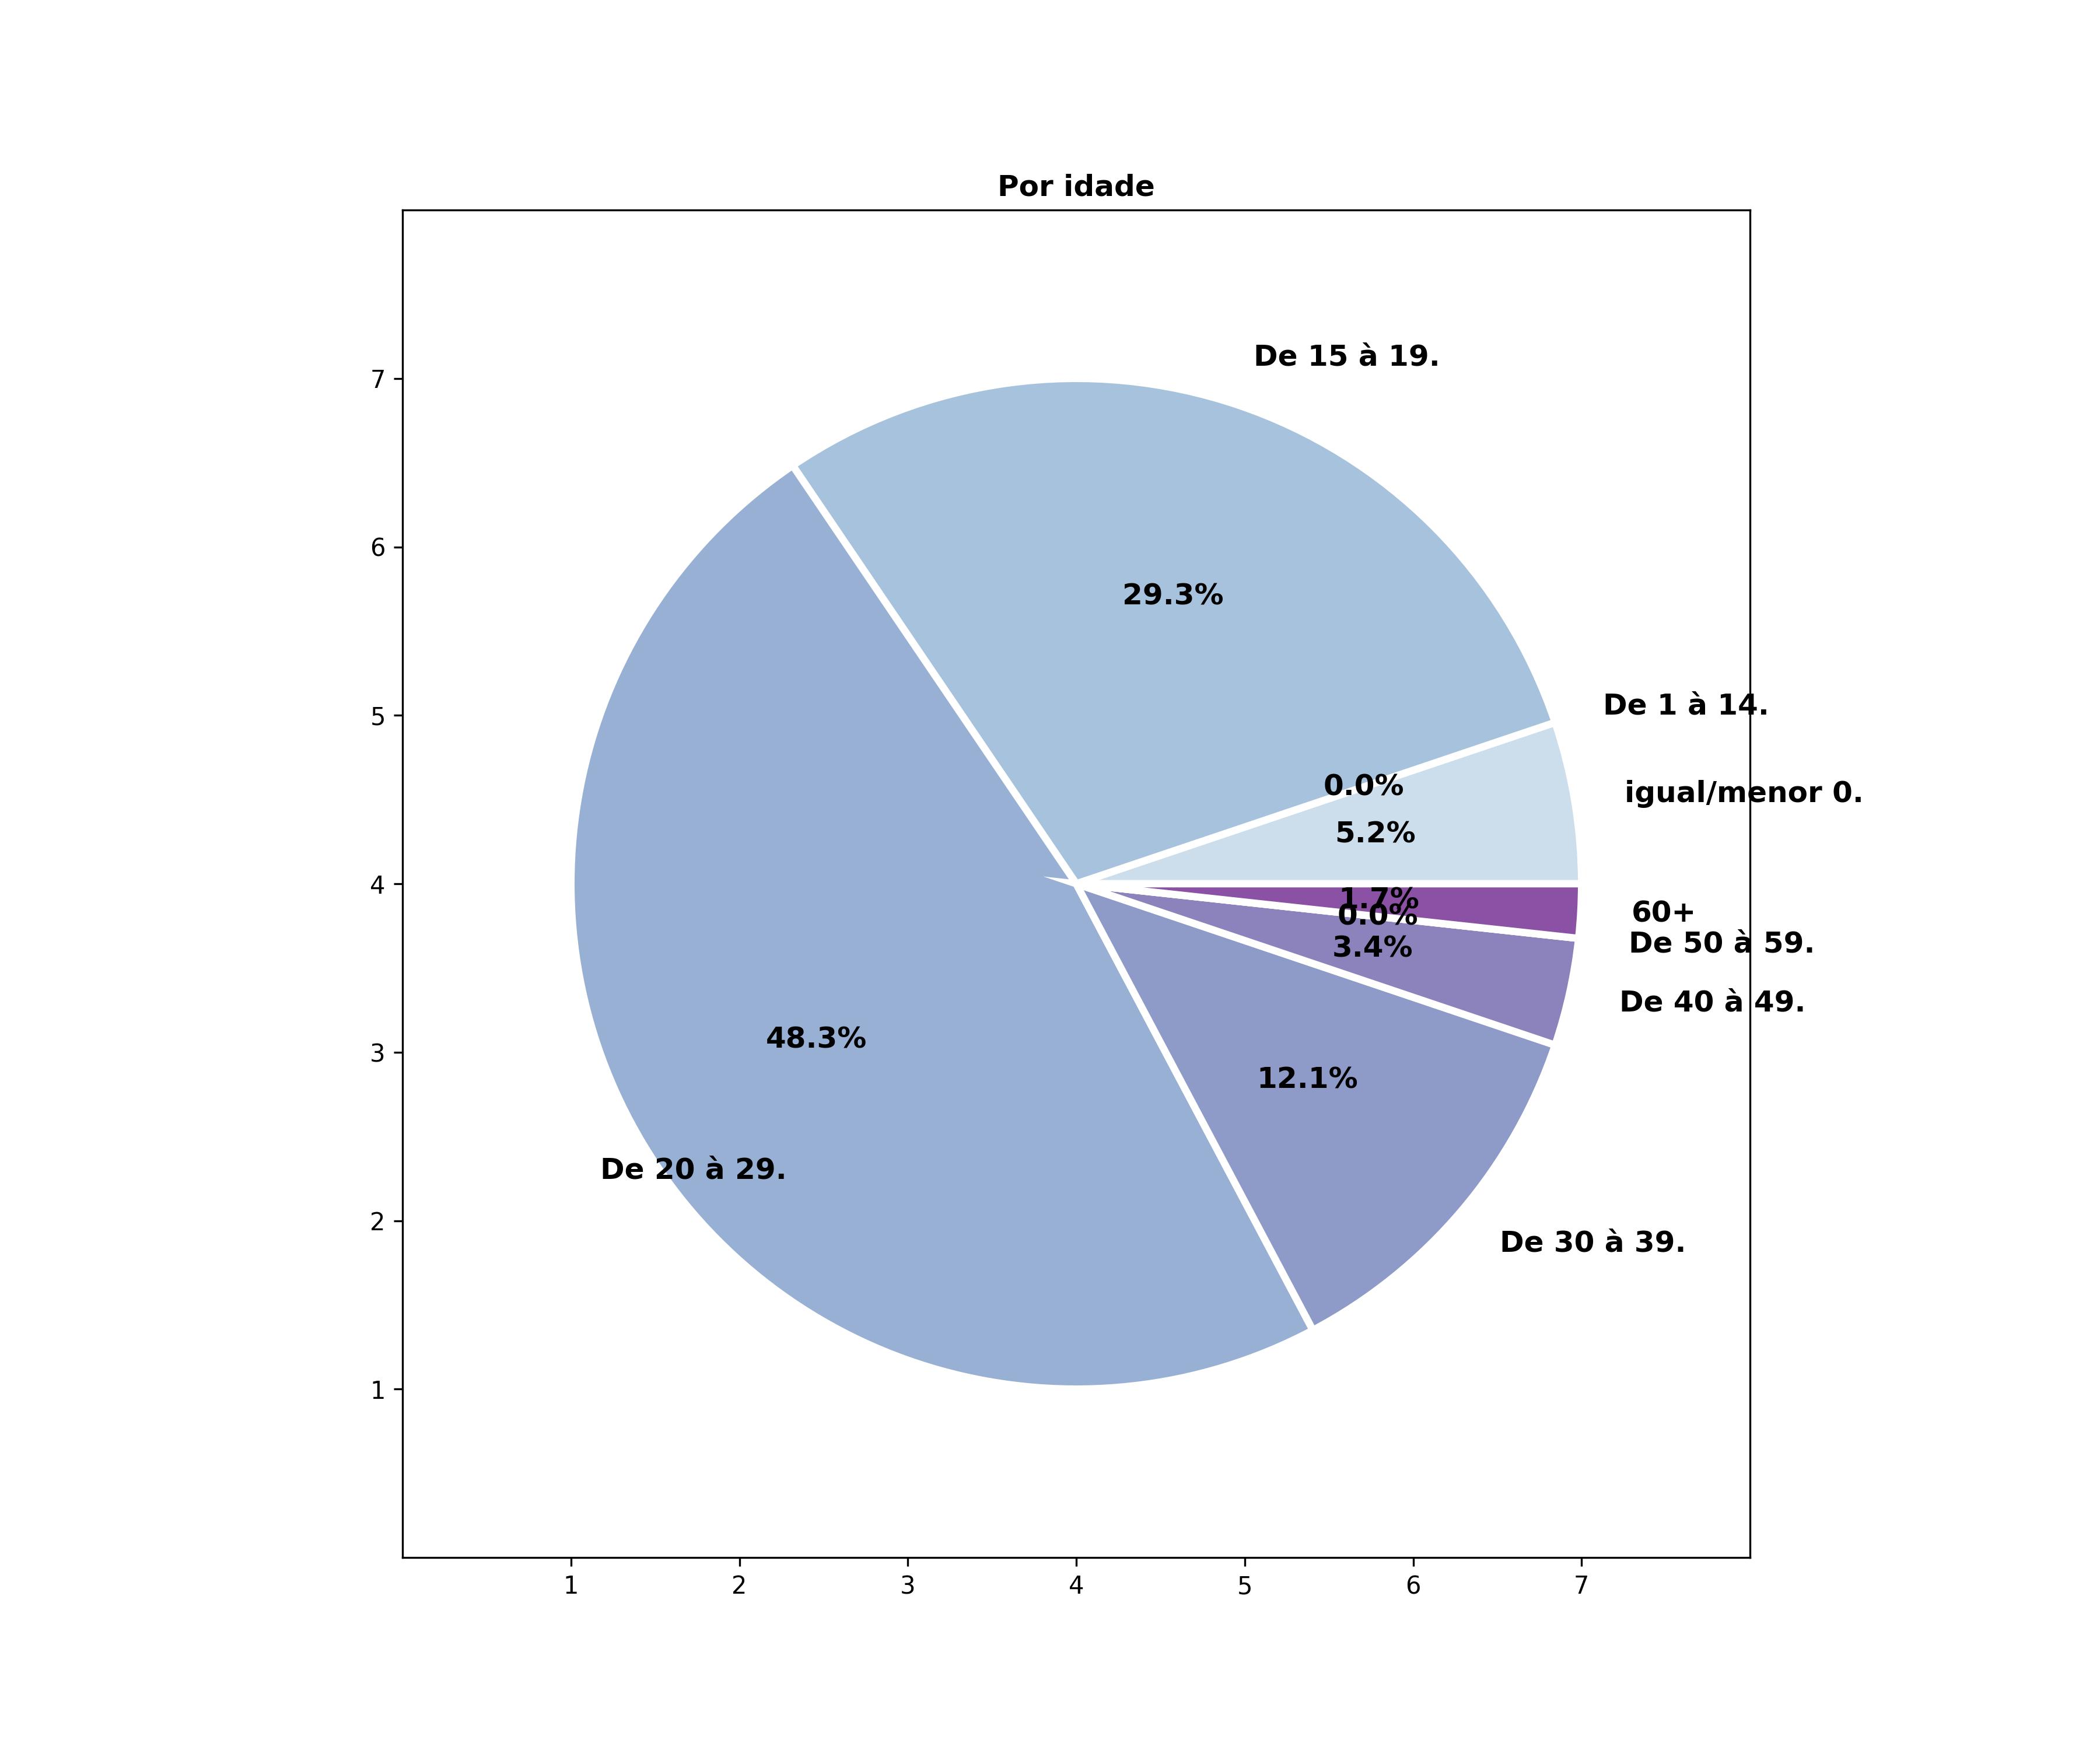 Por idade
De 15 à 19.
7
6
29.3%
De 1 à 14.
5
0.0%
igual/menor 0.
5.2%
4
1.7%
60+
0.0%
De 50 à 59.
3.4%
De 40 à 49.
48.3%
3
12.1%
De 20 à 29.
2
De 30 à 39.
1
1 2 3 4 5 6 7